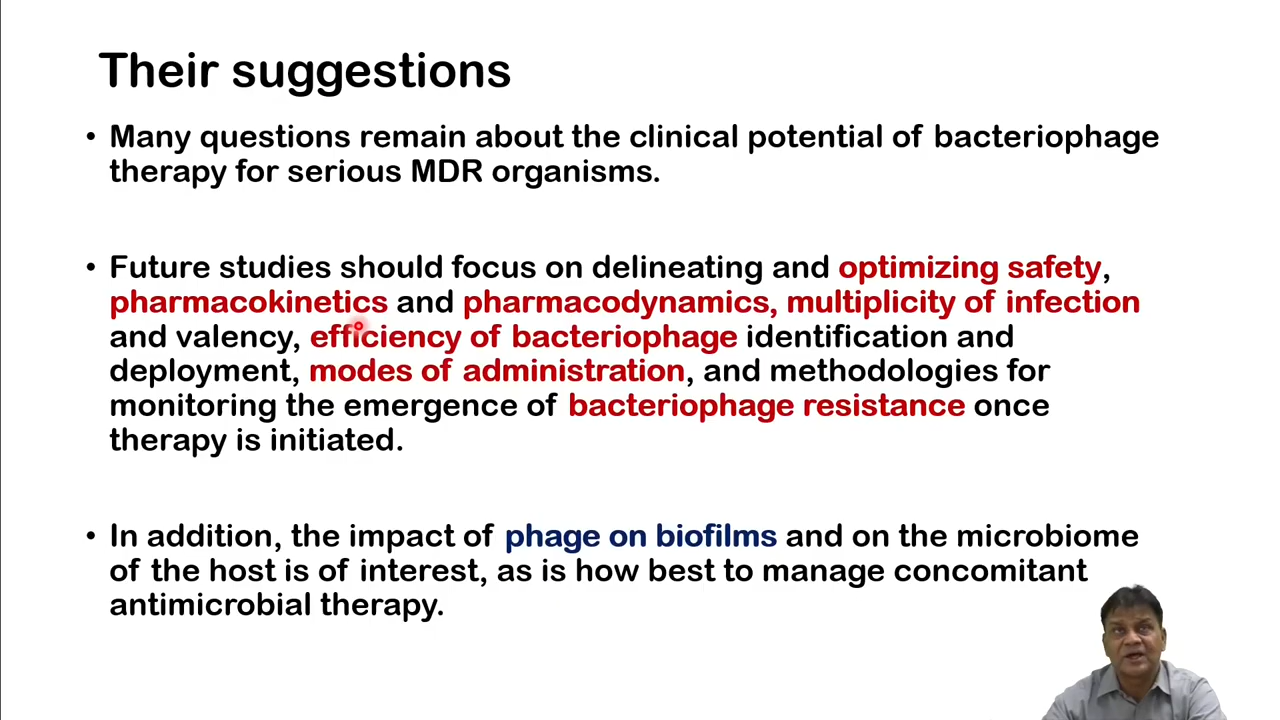 Their suggestions
• Many questions remain about the clinical potential of bacteriophage
therapy for serious MDR organisms.
• Future studies should focus on delineating and optimizing safety,
pharmacokinetics and pharmacodynamics, multiplicity of infection
and valency, efficiency of bacteriophage identification and
deployment, modes of administration, and methodologies for
monitoring the emergence of bacteriophage resistance once
therapy is initiated.
• In addition, the impact of phage on biofilms and on the microbiome
of the host is of interest, as is how best to manage concomitant
antimicrobial therapy.